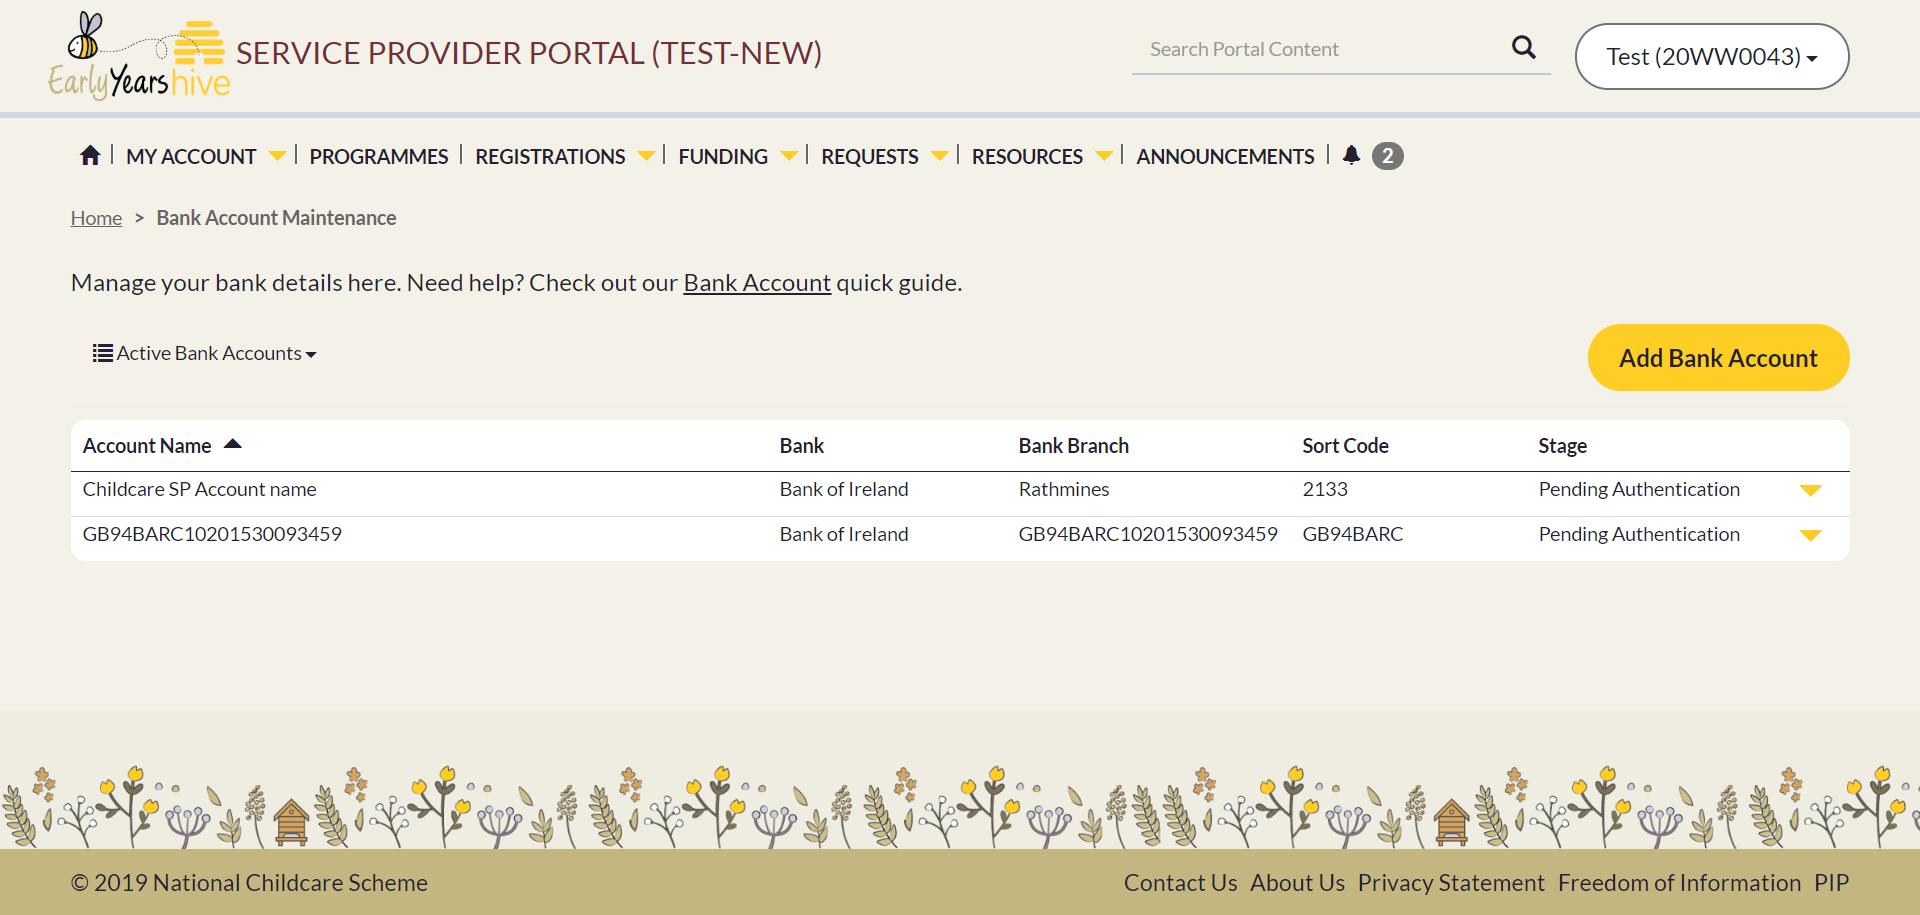 Early Years hive
SERVICE PROVIDER PORTAL (TEST-NEW)
Search Portal Content
Test (20WW0043)
MY ACCOUNT
PROGRAMMES
REGISTRATIONS
FUNDING
REQUESTS
RESOURCES
ANNOUNCEMENTS
2
Home > Bank Account Maintenance
Manage your bank details here. Need help? Check out our Bank Account quick guide.
Active Bank Accounts
Add Bank Account
Account Name Bank Bank Branch Sort Code Stage
Childcare SP Account name Bank of Ireland Rathmines 2133 Pending Authentication
GB94BARC10201530093459 Bank of Ireland GB94BARC10201530093459 GB94BARC Pending Authentication
© 2019 National Childcare Scheme
Contact Us About Us Privacy Statement Freedom of Information PIP